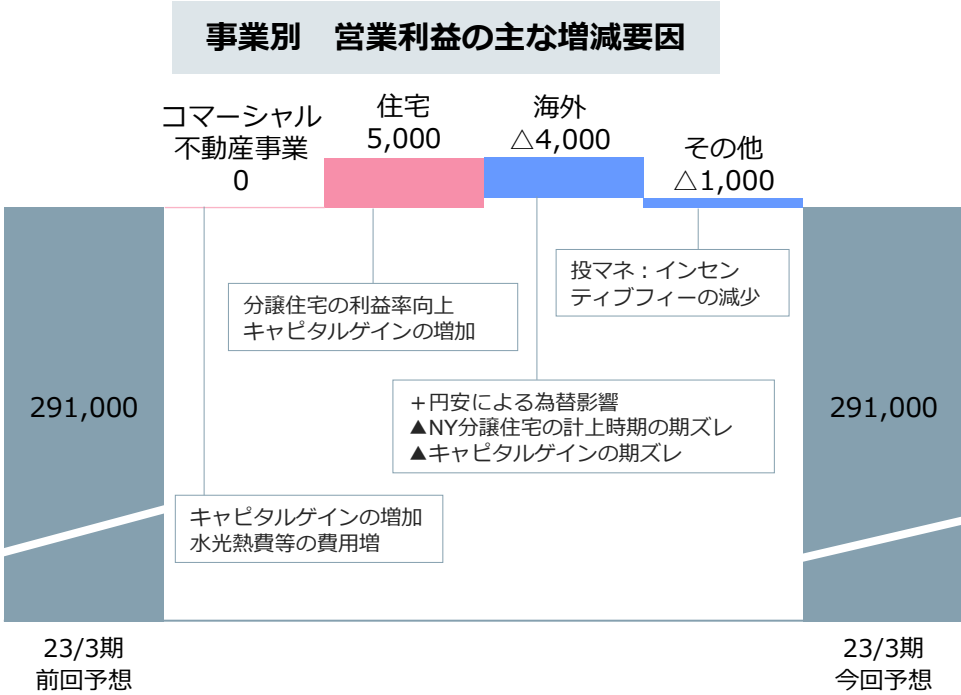 事業別　営業利益の主な増減要因
コマーシャル
不動産事業
0
住宅
5,000
海外
△4,000
その他
△1,000
投マネ：インセン
ティブフィーの減少
分譲住宅の利益率向上
キャピタルゲインの増加
＋円安による為替影響
▲NY分譲住宅の計上時期の期ズレ
▲キャピタルゲインの期ズレ
キャピタルゲインの増加
水光熱費等の費用増
291,000
291,000
23/3期
前回予想
23/3期
今回予想